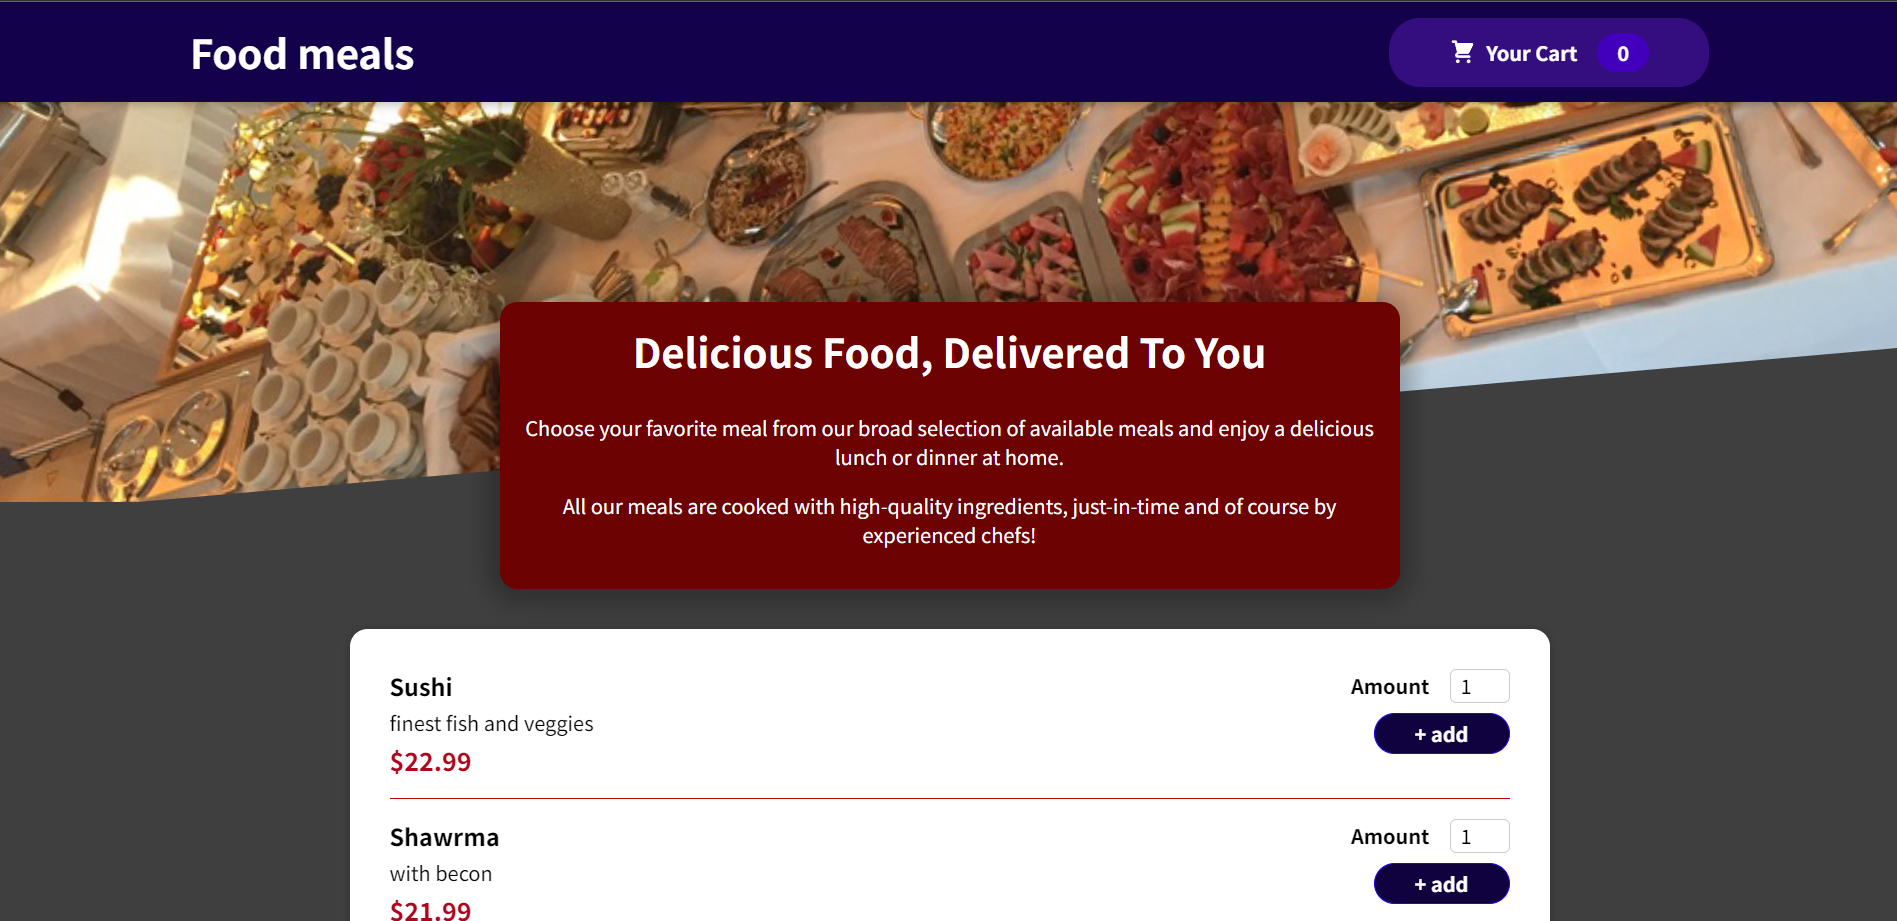 Food meals
Your Cart 0
Delicious Food, Delivered To You
Choose your favorite meal from our broad selection of available meals and enjoy a delicious
lunch or dinner at home.
All our meals are cooked with high-quality ingredients, just-in-time and of course by
experienced chefs!
Sushi
finest fish and veggies
$22.99
Amount 1
+ add
Shawrma
with becon
$21.99
Amount 1
+ add